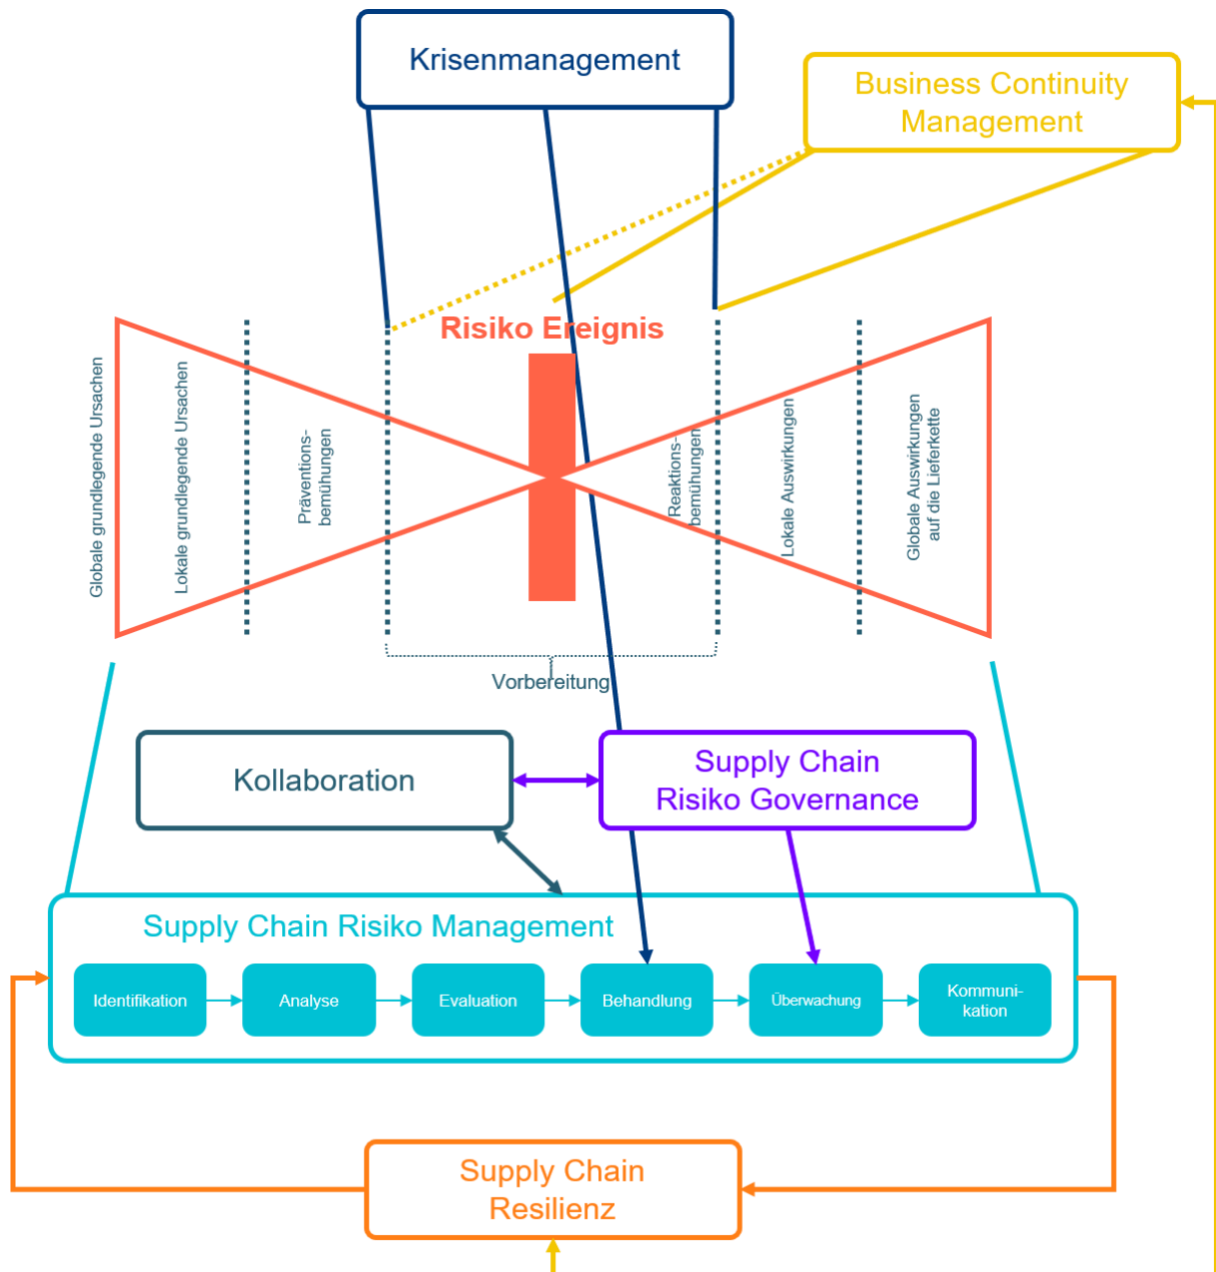 Krisenmanagement
Business Continuity
Management
Risiko Ereignis
Globale grundlegende Ursachen
Lokale grundlegende Ursachen
Präventions-
bemühungen
Reaktions-
bemühungen
Lokale Auswirkungen
Globale Auswirkungen
auf die Lieferkette
Vorbereitung
Kollaboration
Supply Chain
Risiko Governance
Supply Chain Risiko Management
Identifikation
Analyse
Evaluation
Behandlung
Überwachung
Kommuni-
kation
Supply Chain
Resilienz